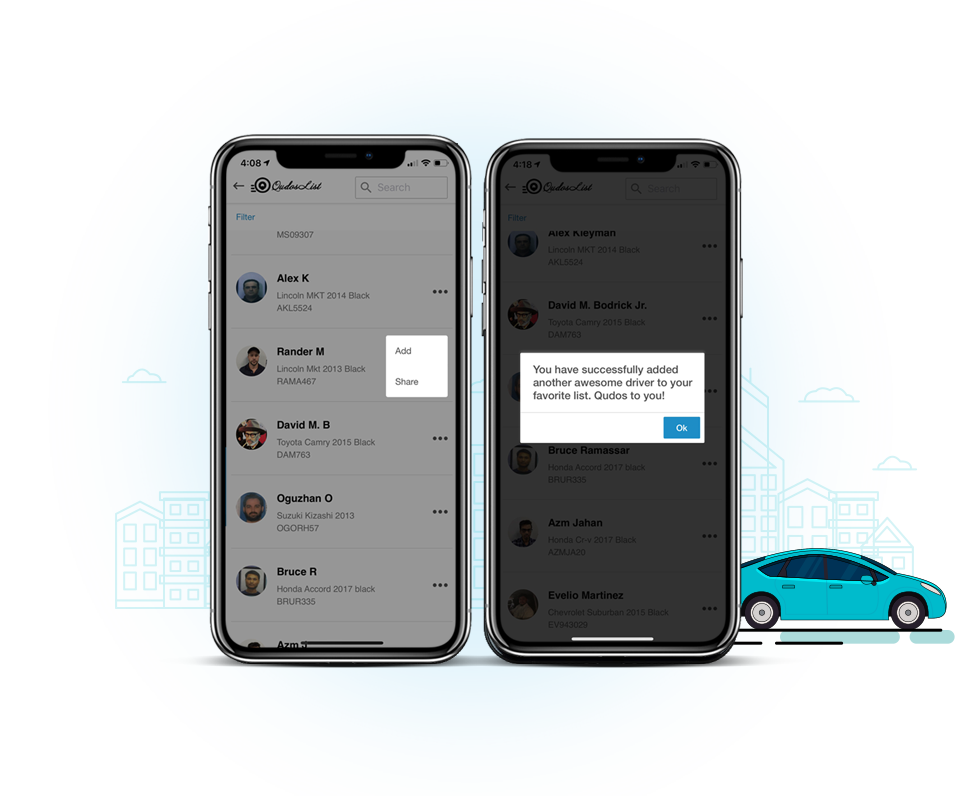 4:08
QudosList
Search
Filter
MS09307
Alex K
Lincoln MKT 2014 Black
AKL5524
Rander M
Lincoln Mkt 2013 Black
RAMA467
Add
Share
David M. B
Toyota Camry 2015 Black
DAM763
Oguzhan O
Suzuki Kizashi 2013
OGORH57
Bruce R
Honda Accord 2017 black
BRUR335
Azm J
4:18
QudosList
Search
Filter
Alex Kleyman
Lincoln MKT 2014 Black
AKL5524
David M. Bodrick Jr.
Toyota Camry 2015 Black
DAM763
You have successfully added
another awesome driver to your
favorite list. Qudos to you!
Ok
Bruce Ramassar
Honda Accord 2017 black
BRUR335
Azm Jahan
Honda Cr-v 2017 Black
AZMJA20
Evelio Martinez
Chevrolet Suburban 2015 Black
EV943029